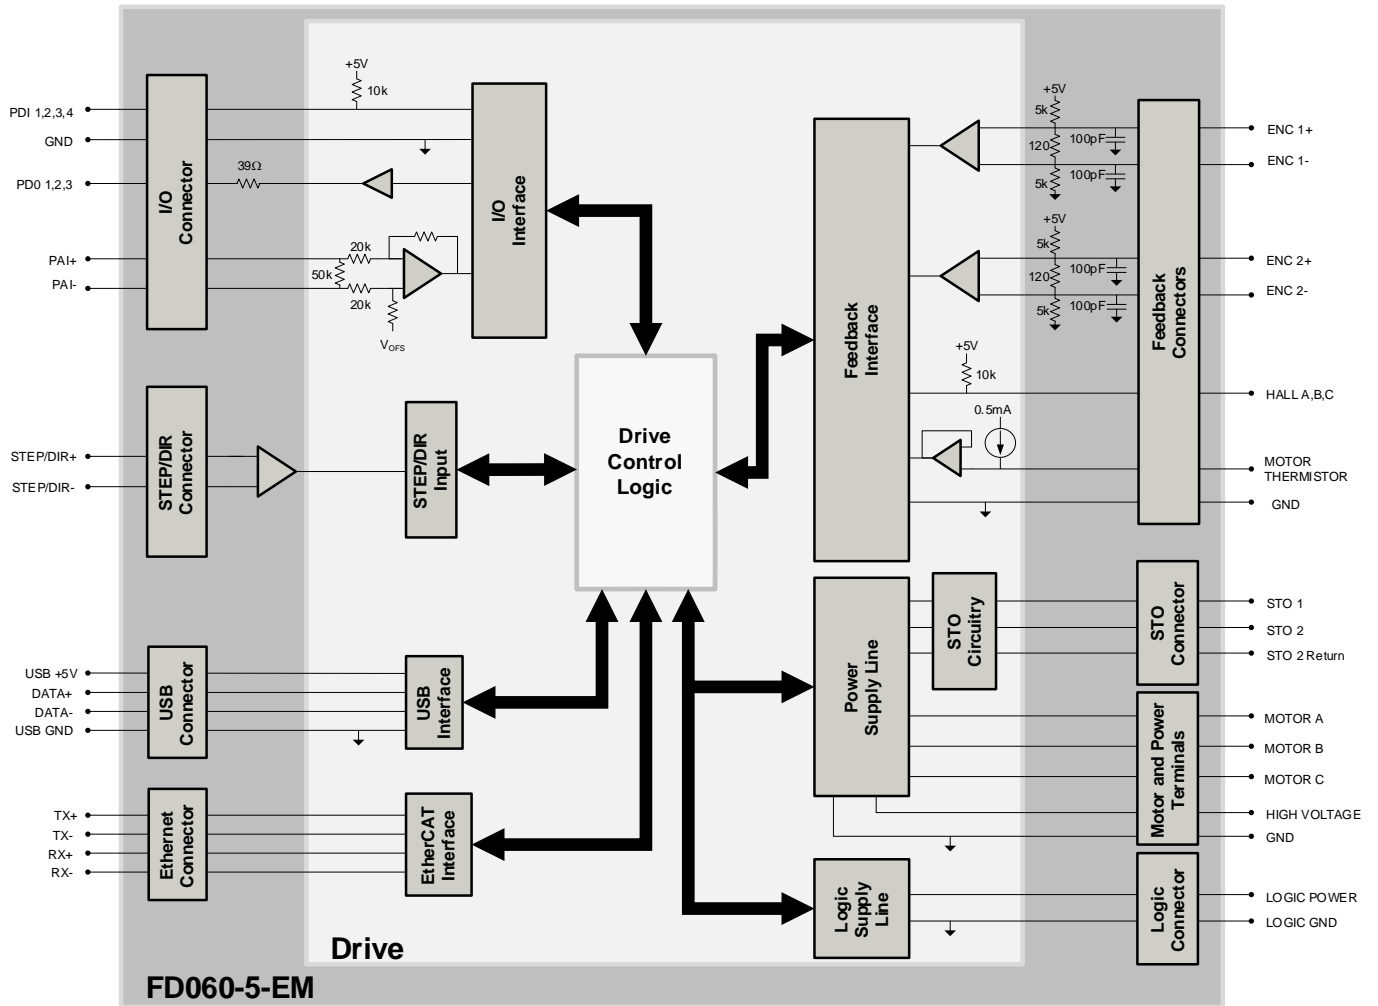 +5V
10k
PDI 1,2,3,4
GND
39Ω
PD0 1,2,3
PAI+
PAI-
20k
50k
20k
VOFS
I/O
Connector
I/O
Interface
STEP/DIR+
STEP/DIR-
STEP/DIR
Connector
STEP/DIR
Input
USB +5V
DATA+
DATA-
USB GND
USB
Connector
USB
Interface
TX+
TX-
RX+
RX-
Ethernet
Connector
EtherCAT
Interface
Drive
Control
Logic
Feedback
Interface
+5V
5k
120
5k
100pF
100pF
ENC 1+
ENC 1-
+5V
5k
120
5k
100pF
100pF
ENC 2+
ENC 2-
Feedback
Connectors
+5V
10k
HALL A,B,C
0.5mA
MOTOR
THERMISTOR
GND
Power
Supply Line
STO
Circuitry
STO
Connector
STO 1
STO 2
STO 2 Return
Motor and Power
Terminals
MOTOR A
MOTOR B
MOTOR C
HIGH VOLTAGE
GND
Logic
Supply
Line
Logic
Connector
LOGIC POWER
LOGIC GND
Drive
FD060-5-EM